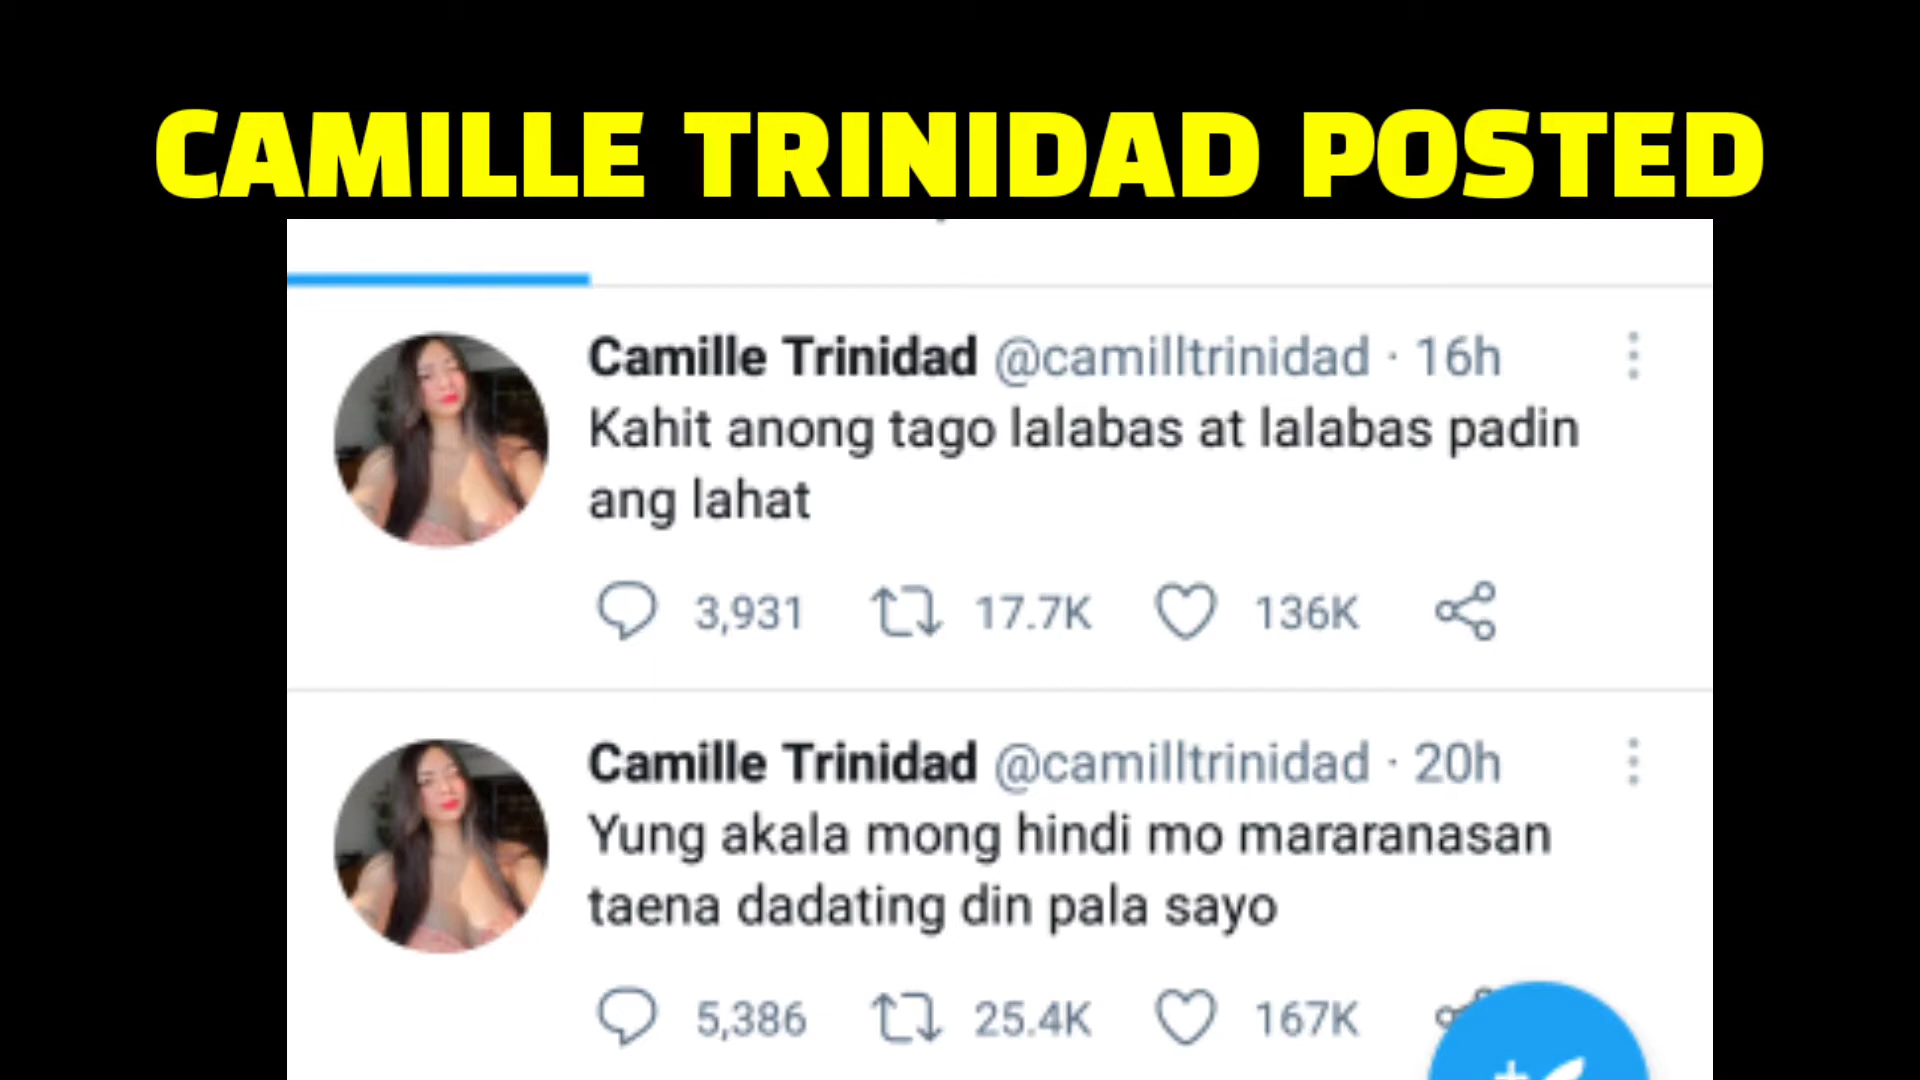 CAMILLE TRINIDAD POSTED
Camille Trinidad @camilltrinidad · 16h
Kahit anong tago lalabas at lalabas padin
ang lahat
3,931 17.7K 136K
Camille Trinidad @camilltrinidad · 20h
Yung akala mong hindi mo mararanasan
taena dadating din pala sayo
5,386 25.4K 167K